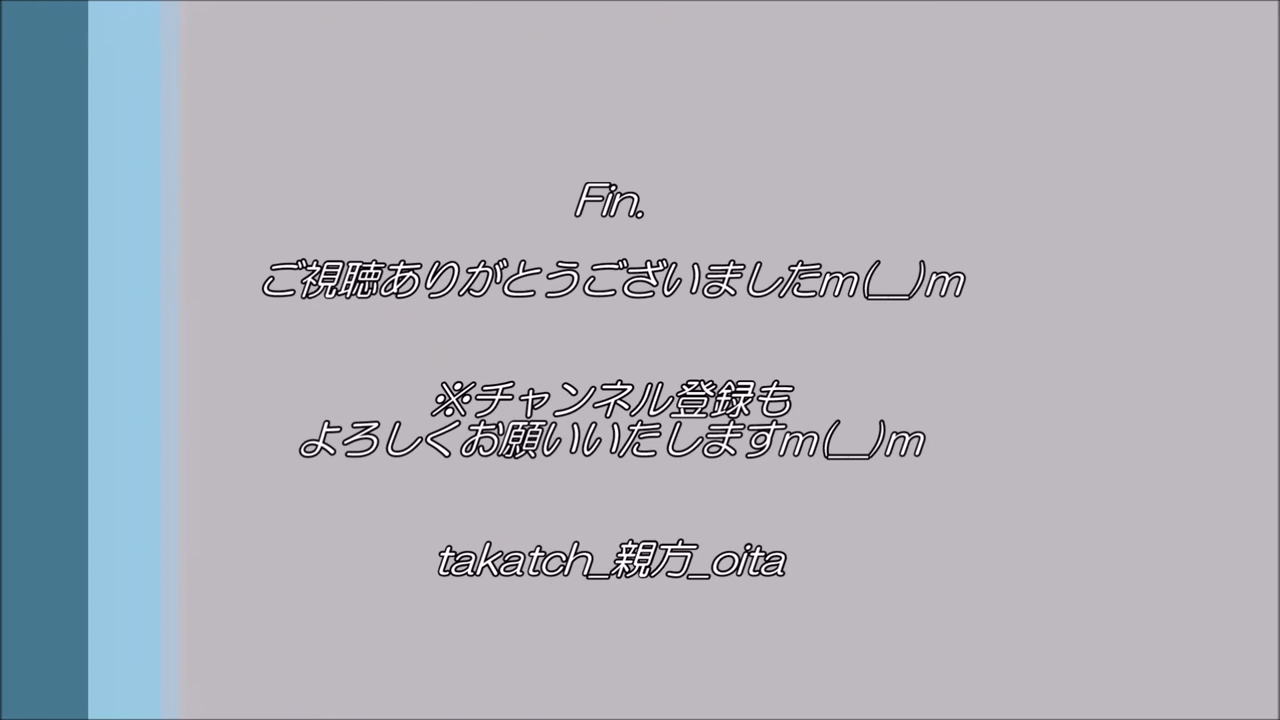 Fin.
ご視聴ありがとうございましたm(__)m
※チャンネル登録も
よろしくお願いいたしますm(__)m
takatch_親方_oita